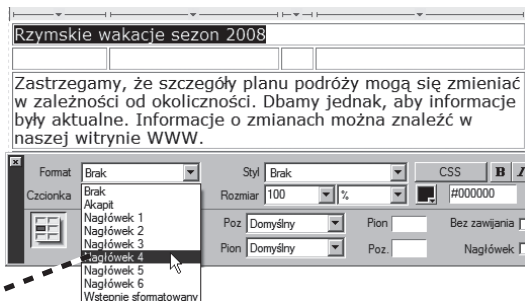 Rzymskie wakacje sezon 2008
Zastrzegamy, że szczegóły planu podróży mogą się zmieniać
w zależności od okoliczności. Dbamy jednak, aby informacje
były aktualne. Informacje o zmianach można znaleźć w
naszej witrynie WWW.
Format Brak Styl Brak CSS B I
Czcionka Brak Rozmiar 100 % #000000
Akapit
Nagłówek 1 Poz Domyślny Pion Bez zawijania
Nagłówek 2
Nagłówek 3 Pion Domyślny Poz. Nagłówek
Nagłówek 4
Nagłówek 5
Nagłówek 6
Wstępnie sformatowany